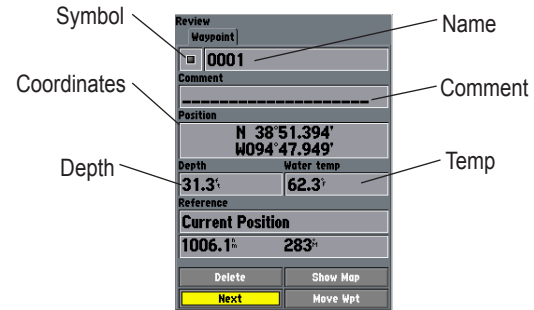 Symbol
Name
Coordinates
Comment
Depth
Temp
Review
Waypoint
0001
Comment
____________________
Position
N 38°51.394'
W094°47.949'
Depth Water temp
31.3 62.3
Reference
Current Position
1006.1 283
Delete Show Map
Next Move Wpt